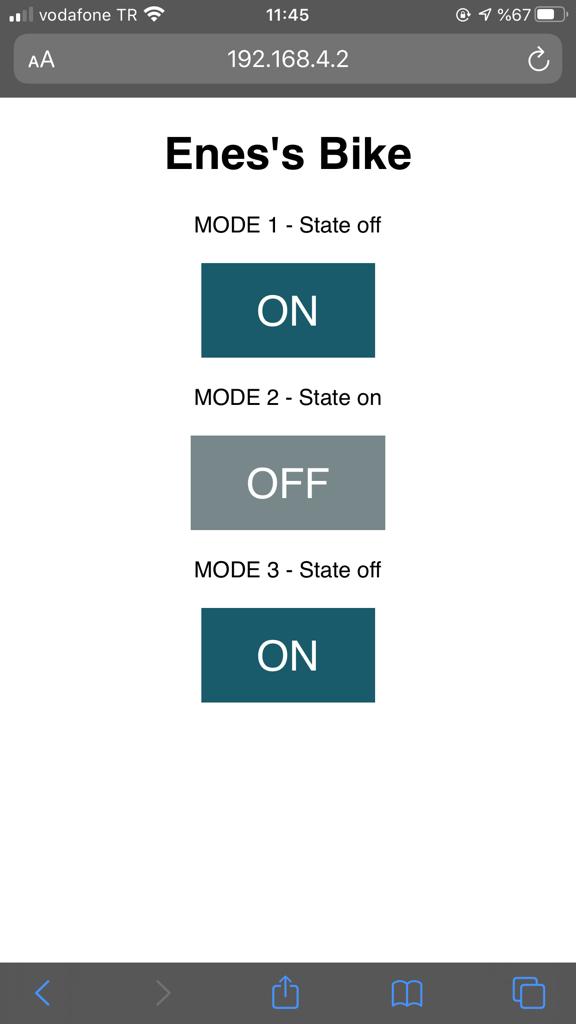 vodafone TR 11:45 %67
AA 192.168.4.2
Enes's Bike
MODE 1 - State off
ON
MODE 2 - State on
OFF
MODE 3 - State off
ON